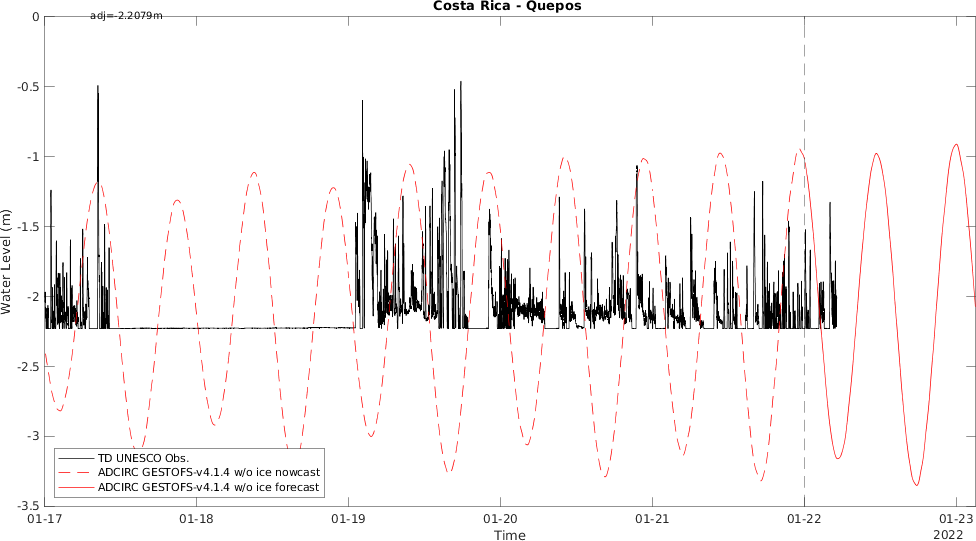 Costa Rica - Quepos
adj=-2.2079m
Water Level (m)
0
-0.5
-1
-1.5
-2
-2.5
-3
-3.5
TD UNESCO Obs.
ADCIRC GESTOFS-v4.1.4 w/o ice nowcast
ADCIRC GESTOFS-v4.1.4 w/o ice forecast
01-17 01-18 01-19 01-20 01-21 01-22 01-23
Time
2022